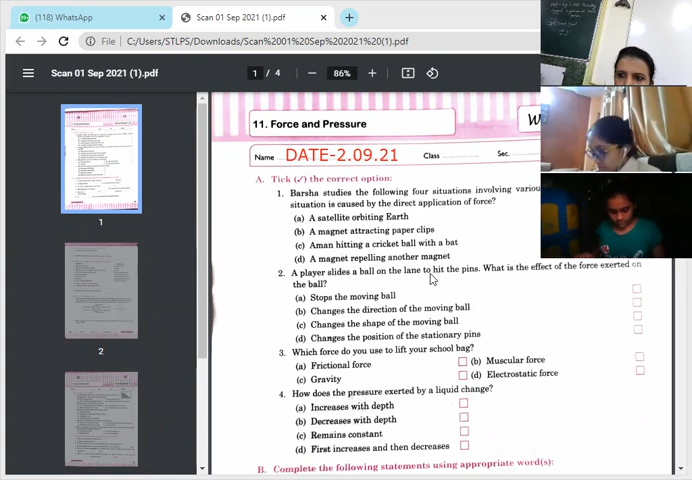 (118) WhatsApp
Scan 01 Sep 2021 (1).pdf
File
C:/Users/STLPS/Downloads/Scan%2001%20Sep%202021%20(1).pdf
Scan 01 Sep 2021 (1).pdf
1 / 4
86%
1
2
11. Force and Pressure
W
Name
DATE-2.09.21
Class
Sec.
A. Tick (✓) the correct option:
1. Barsha studies the following four situations involving variou
situation is caused by the direct application of force?
(a) A satellite orbiting Earth
(b) A magnet attracting paper clips
(c) Aman hitting a cricket ball with a bat
(d) A magnet repelling another magnet
2. A player slides a ball on the lane to hit the pins. What is the effect of the force exerted on
the ball?
(a) Stops the moving ball
(b) Changes the direction of the moving ball
(c) Changes the shape of the moving ball
(d) Changes the position of the stationary pins
3. Which force do you use to lift your school bag?
(a) Frictional force
(b) Muscular force
(c) Gravity
(d) Electrostatic force
4. How does the pressure exerted by a liquid change?
(a) Increases with depth
(b) Decreases with depth
(c) Remains constant
(d) First increases and then decreases
B. Complete the following statements using appropriate word(s):